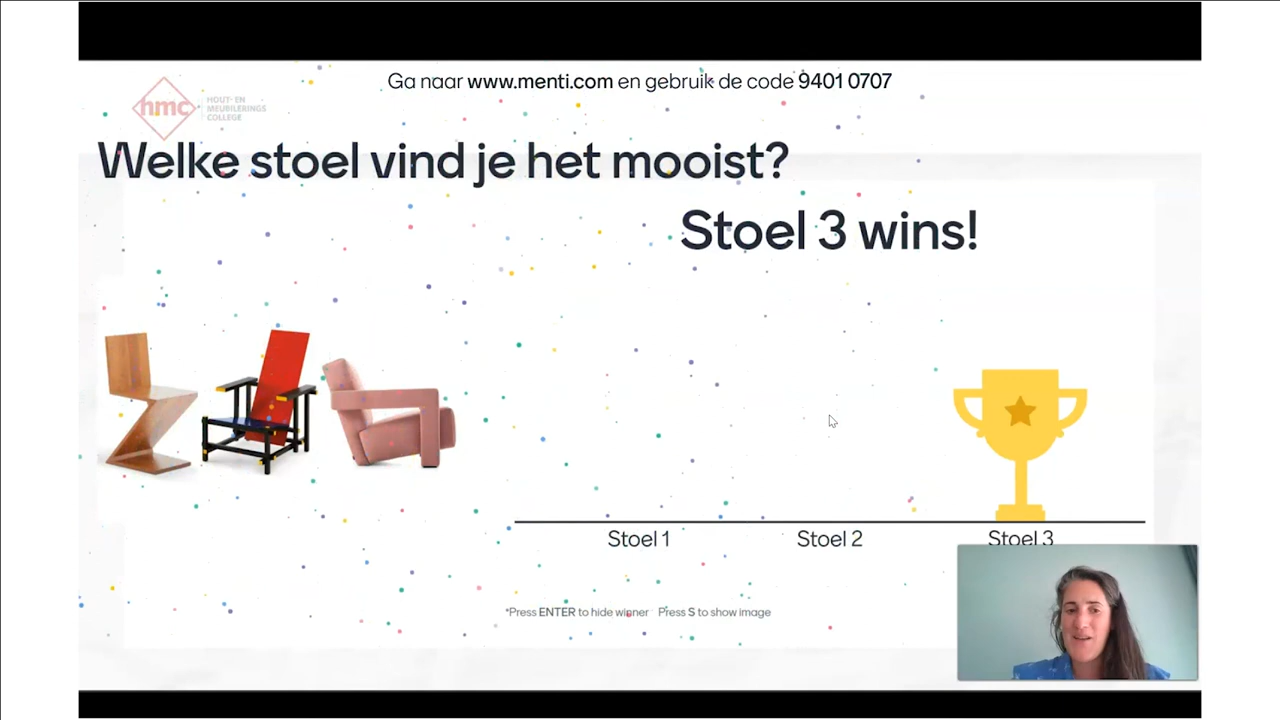 Ga naar www.menti.com en gebruik de code 9401 0707
hmc
HOUT- EN
MEUBILERINGS
COLLEGE
Welke stoel vind je het mooist?
Stoel 3 wins!
Stoel 1
Stoel 2
Stoel 3
*Press ENTER to hide winner Press S to show image